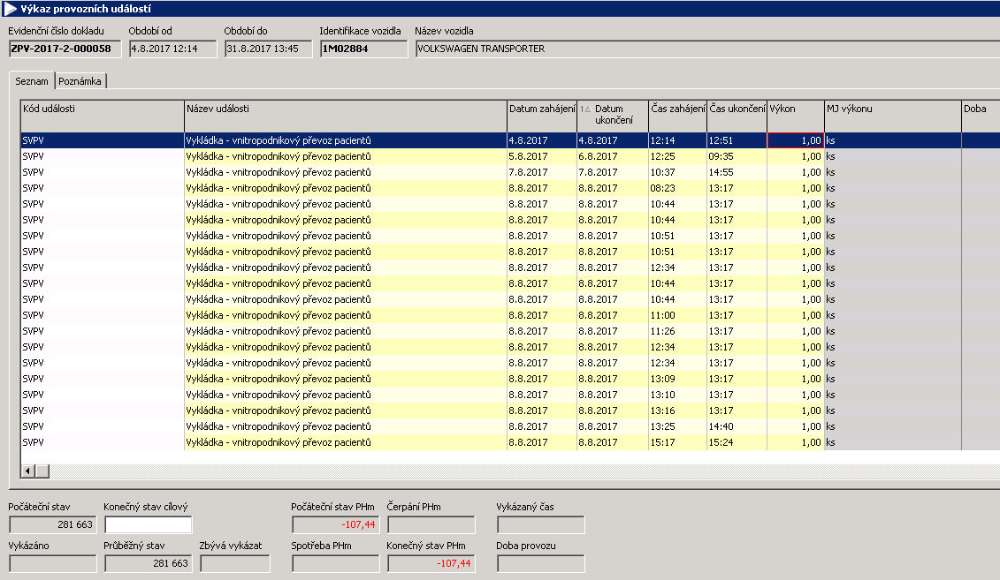 Výkaz provozních událostí
Evidenční číslo dokladu Období od Období do Identifikace vozidla Název vozidla
ZPV-2017-2-000058 4.8.2017 12:14 31.8.2017 13:45 1M02884 VOLKSWAGEN TRANSPORTER
Seznam Poznámka
Kód události Název události Datum zahájení 1 Datum ukončení Čas zahájení Čas ukončení Výkon MJ výkonu Doba
SVPV Vykládka - vnitropodnikový převoz pacientů 4.8.2017 4.8.2017 12:14 12:51 1,00 ks
SVPV Vykládka - vnitropodnikový převoz pacientů 5.8.2017 6.8.2017 12:25 09:35 1,00 ks
SVPV Vykládka - vnitropodnikový převoz pacientů 7.8.2017 7.8.2017 10:37 14:55 1,00 ks
SVPV Vykládka - vnitropodnikový převoz pacientů 8.8.2017 8.8.2017 08:23 13:17 1,00 ks
SVPV Vykládka - vnitropodnikový převoz pacientů 8.8.2017 8.8.2017 10:44 13:17 1,00 ks
SVPV Vykládka - vnitropodnikový převoz pacientů 8.8.2017 8.8.2017 10:44 13:17 1,00 ks
SVPV Vykládka - vnitropodnikový převoz pacientů 8.8.2017 8.8.2017 10:51 13:17 1,00 ks
SVPV Vykládka - vnitropodnikový převoz pacientů 8.8.2017 8.8.2017 10:51 13:17 1,00 ks
SVPV Vykládka - vnitropodnikový převoz pacientů 8.8.2017 8.8.2017 12:34 13:17 1,00 ks
SVPV Vykládka - vnitropodnikový převoz pacientů 8.8.2017 8.8.2017 10:44 13:17 1,00 ks
SVPV Vykládka - vnitropodnikový převoz pacientů 8.8.2017 8.8.2017 10:44 13:17 1,00 ks
SVPV Vykládka - vnitropodnikový převoz pacientů 8.8.2017 8.8.2017 11:00 13:17 1,00 ks
SVPV Vykládka - vnitropodnikový převoz pacientů 8.8.2017 8.8.2017 11:26 13:17 1,00 ks
SVPV Vykládka - vnitropodnikový převoz pacientů 8.8.2017 8.8.2017 12:34 13:17 1,00 ks
SVPV Vykládka - vnitropodnikový převoz pacientů 8.8.2017 8.8.2017 12:34 13:17 1,00 ks
SVPV Vykládka - vnitropodnikový převoz pacientů 8.8.2017 8.8.2017 13:09 13:17 1,00 ks
SVPV Vykládka - vnitropodnikový převoz pacientů 8.8.2017 8.8.2017 13:10 13:17 1,00 ks
SVPV Vykládka - vnitropodnikový převoz pacientů 8.8.2017 8.8.2017 13:16 13:17 1,00 ks
SVPV Vykládka - vnitropodnikový převoz pacientů 8.8.2017 8.8.2017 13:25 14:40 1,00 ks
SVPV Vykládka - vnitropodnikový převoz pacientů 8.8.2017 8.8.2017 15:17 15:24 1,00 ks
Počáteční stav Konečný stav cílový Počáteční stav PHm Čerpání PHm Vykázaný čas
281 663 -107,44
Vykázáno Průběžný stav Zbývá vykázat Spotřeba PHm Konečný stav PHm Doba provozu
281 663 -107,44